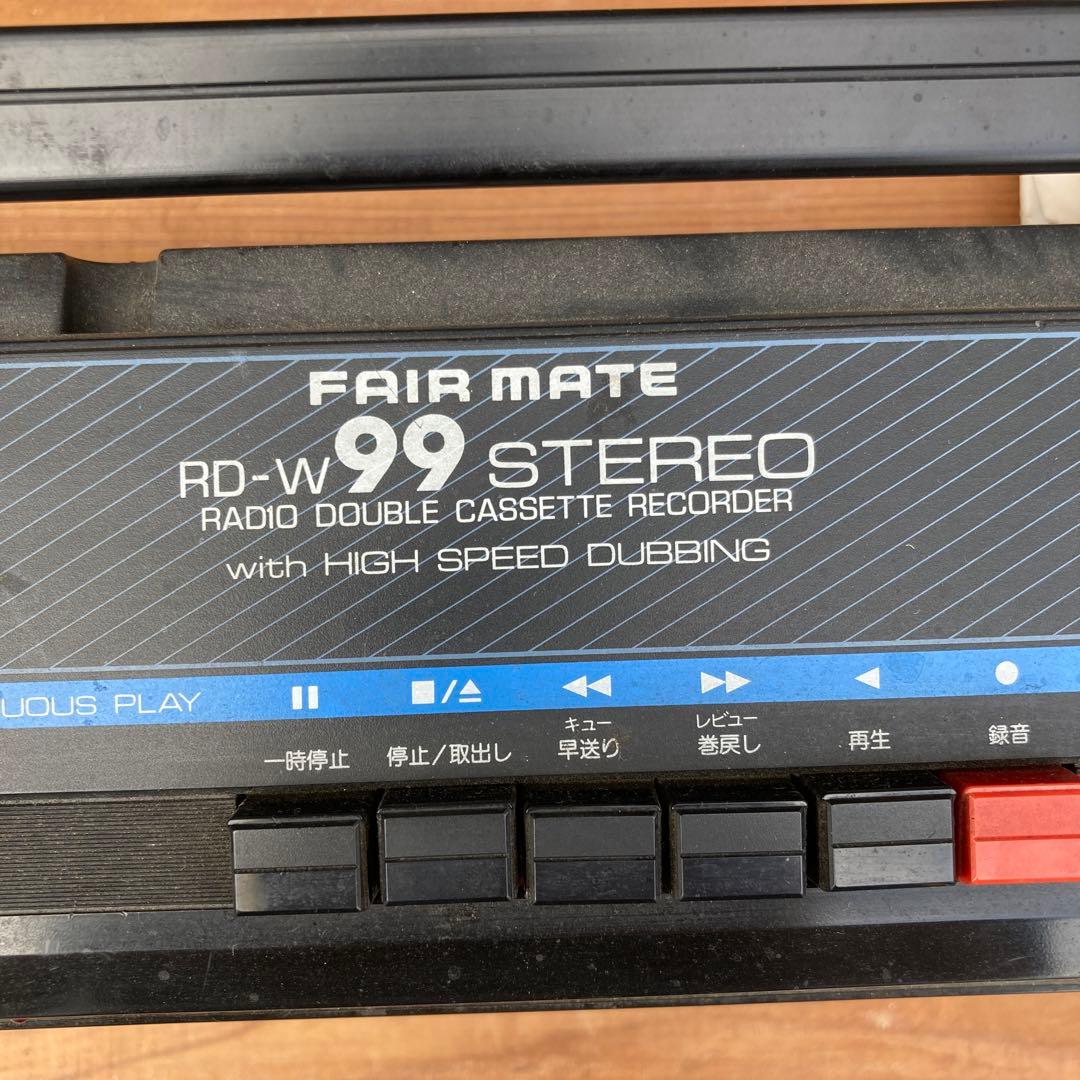 FAIR MATE
RD-W99 STEREO
RADIO DOUBLE CASSETTE RECORDER
with HIGH SPEED DUBBING
UOUS PLAY
キュー レビュー
一時停止 停止/取出し 早送り 巻戻し 再生 録音